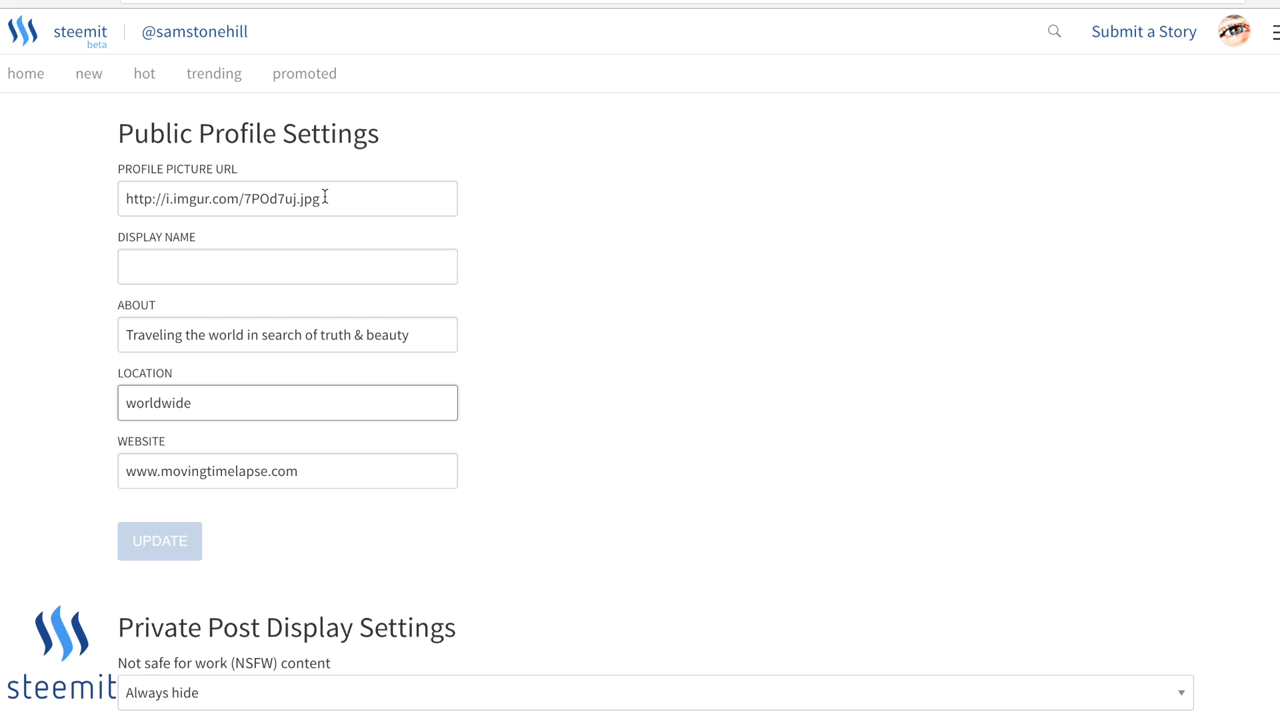 steemit
beta
@samstonehill
Submit a Story
home new hot trending promoted
Public Profile Settings
PROFILE PICTURE URL
http://i.imgur.com/7POd7uj.jpg
DISPLAY NAME
ABOUT
Traveling the world in search of truth & beauty
LOCATION
worldwide
WEBSITE
www.movingtimelapse.com
UPDATE
Private Post Display Settings
Not safe for work (NSFW) content
steemit
Always hide